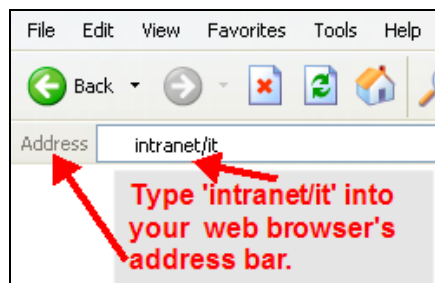 File Edit View Favorites Tools Help
Back
Address intranet/it
Type 'intranet/it' into
your web browser's
address bar.